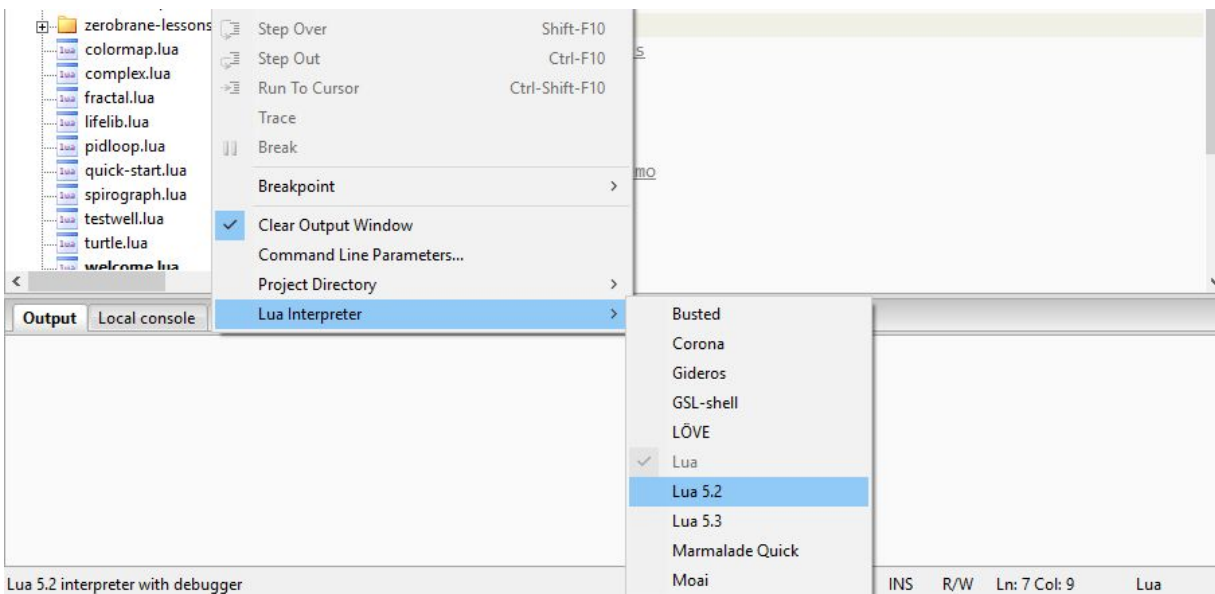 zerobrane-lessons
colormap.lua
complex.lua
fractal.lua
lifelib.lua
pidloop.lua
quick-start.lua
spirograph.lua
testwell.lua
turtle.lua
welcome.lua
Step Over Shift-F10
Step Out Ctrl-F10
Run To Cursor Ctrl-Shift-F10
Trace
Break
Breakpoint
Clear Output Window
Command Line Parameters...
Project Directory
Lua Interpreter
s
mo
Output Local console
Busted
Corona
Gideros
GSL-shell
LÖVE
Lua
Lua 5.2
Lua 5.3
Marmalade Quick
Moai
Lua 5.2 interpreter with debugger INS R/W Ln: 7 Col: 9 Lua